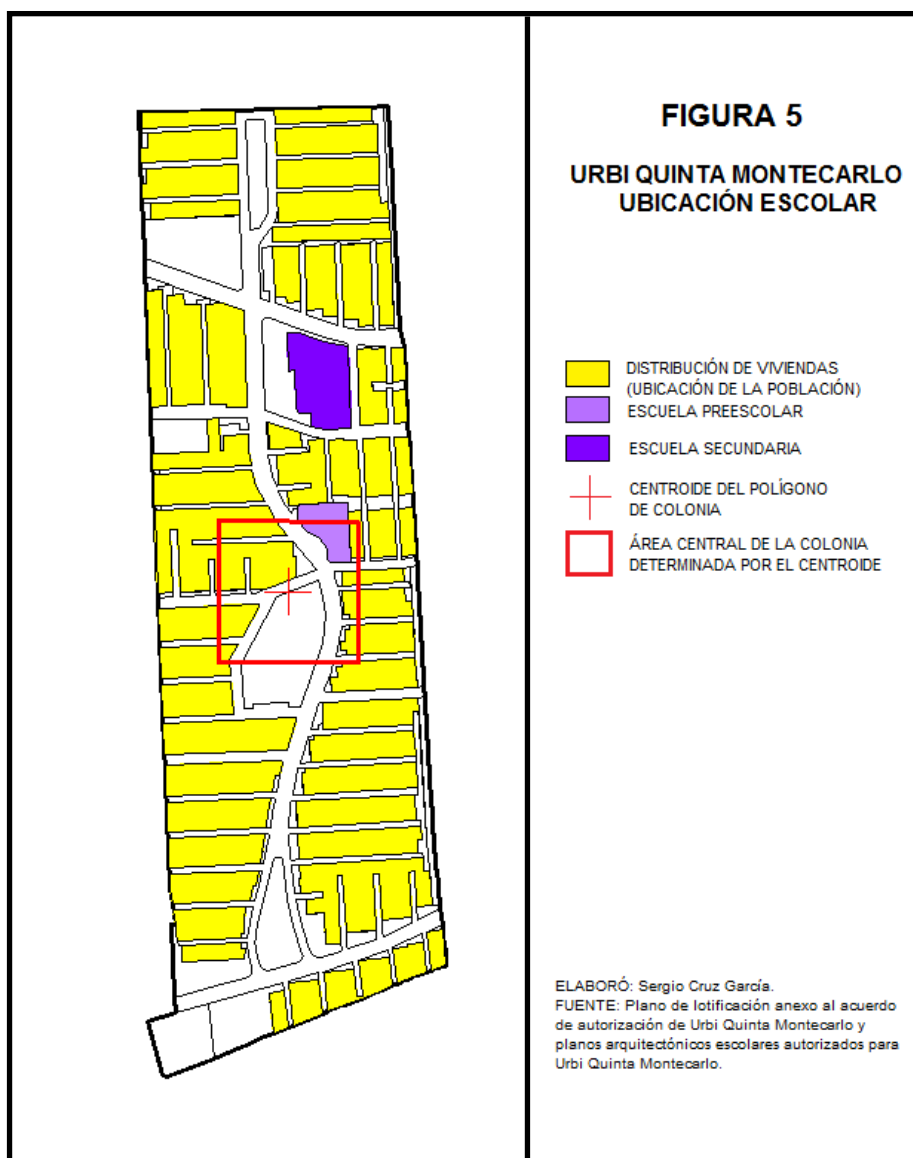 FIGURA 5
URBI QUINTA MONTECARLO
UBICACIÓN ESCOLAR
DISTRIBUCIÓN DE VIVIENDAS
(UBICACIÓN DE LA POBLACIÓN)
ESCUELA PREESCOLAR
ESCUELA SECUNDARIA
CENTROIDE DEL POLÍGONO
DE COLONIA
ÁREA CENTRAL DE LA COLONIA
DETERMINADA POR EL CENTROIDE
ELABORÓ: Sergio Cruz García.
FUENTE: Plano de lotificación anexo al acuerdo
de autorización de Urbi Quinta Montecarlo y
planos arquitectónicos escolares autorizados para
Urbi Quinta Montecarlo.